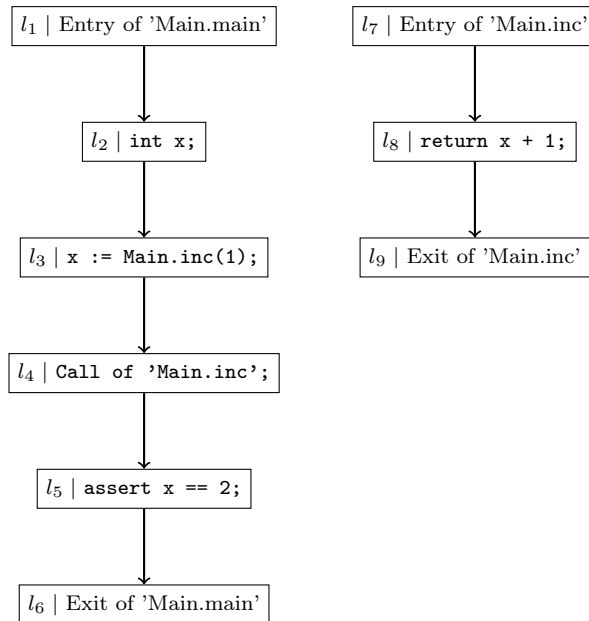 l₁ | Entry of 'Main.main'
l₂ | int x;
l₃ | x := Main.inc(1);
l₄ | Call of 'Main.inc';
l₅ | assert x == 2;
l₆ | Exit of 'Main.main'
l₇ | Entry of 'Main.inc'
l₈ | return x + 1;
l₉ | Exit of 'Main.inc'